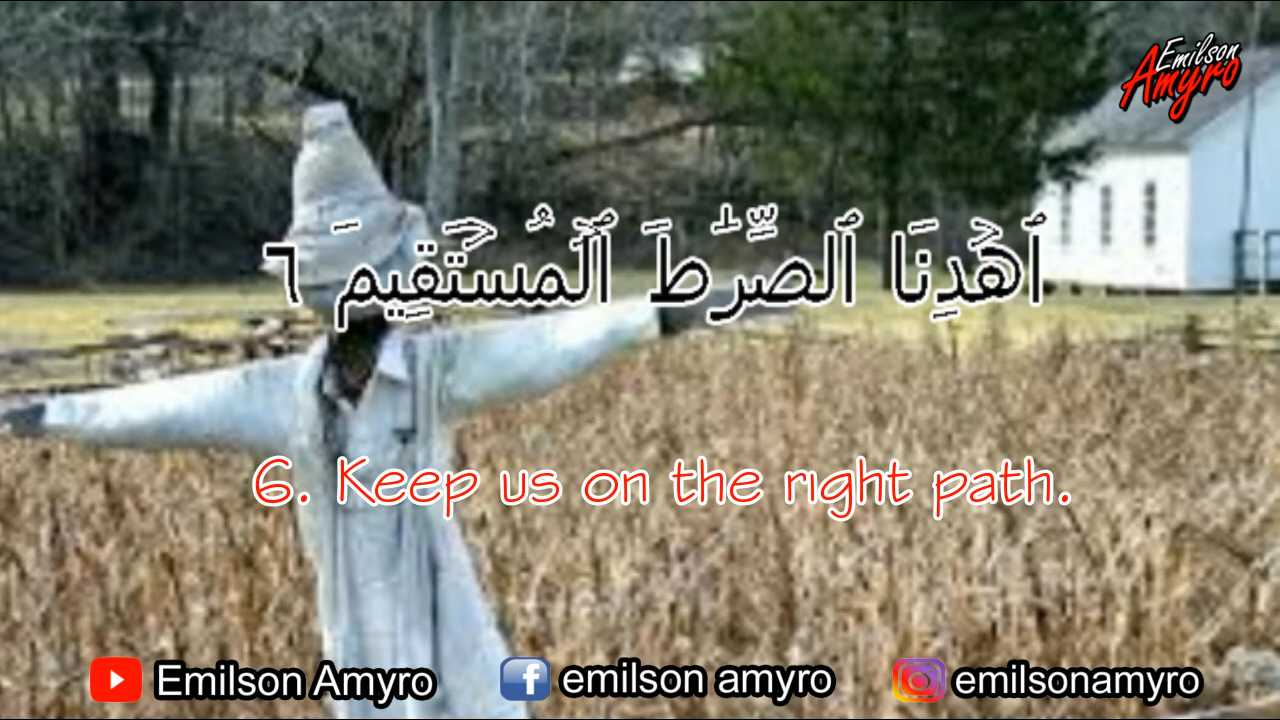 Emilson
Amyro
ٱهۡدِنَا ٱلصِّرَٰطَ ٱلۡمُسۡتَقِيمَ ٦
6. Keep us on the right path.
Emilson Amyro
emilson amyro
emilsonamyro